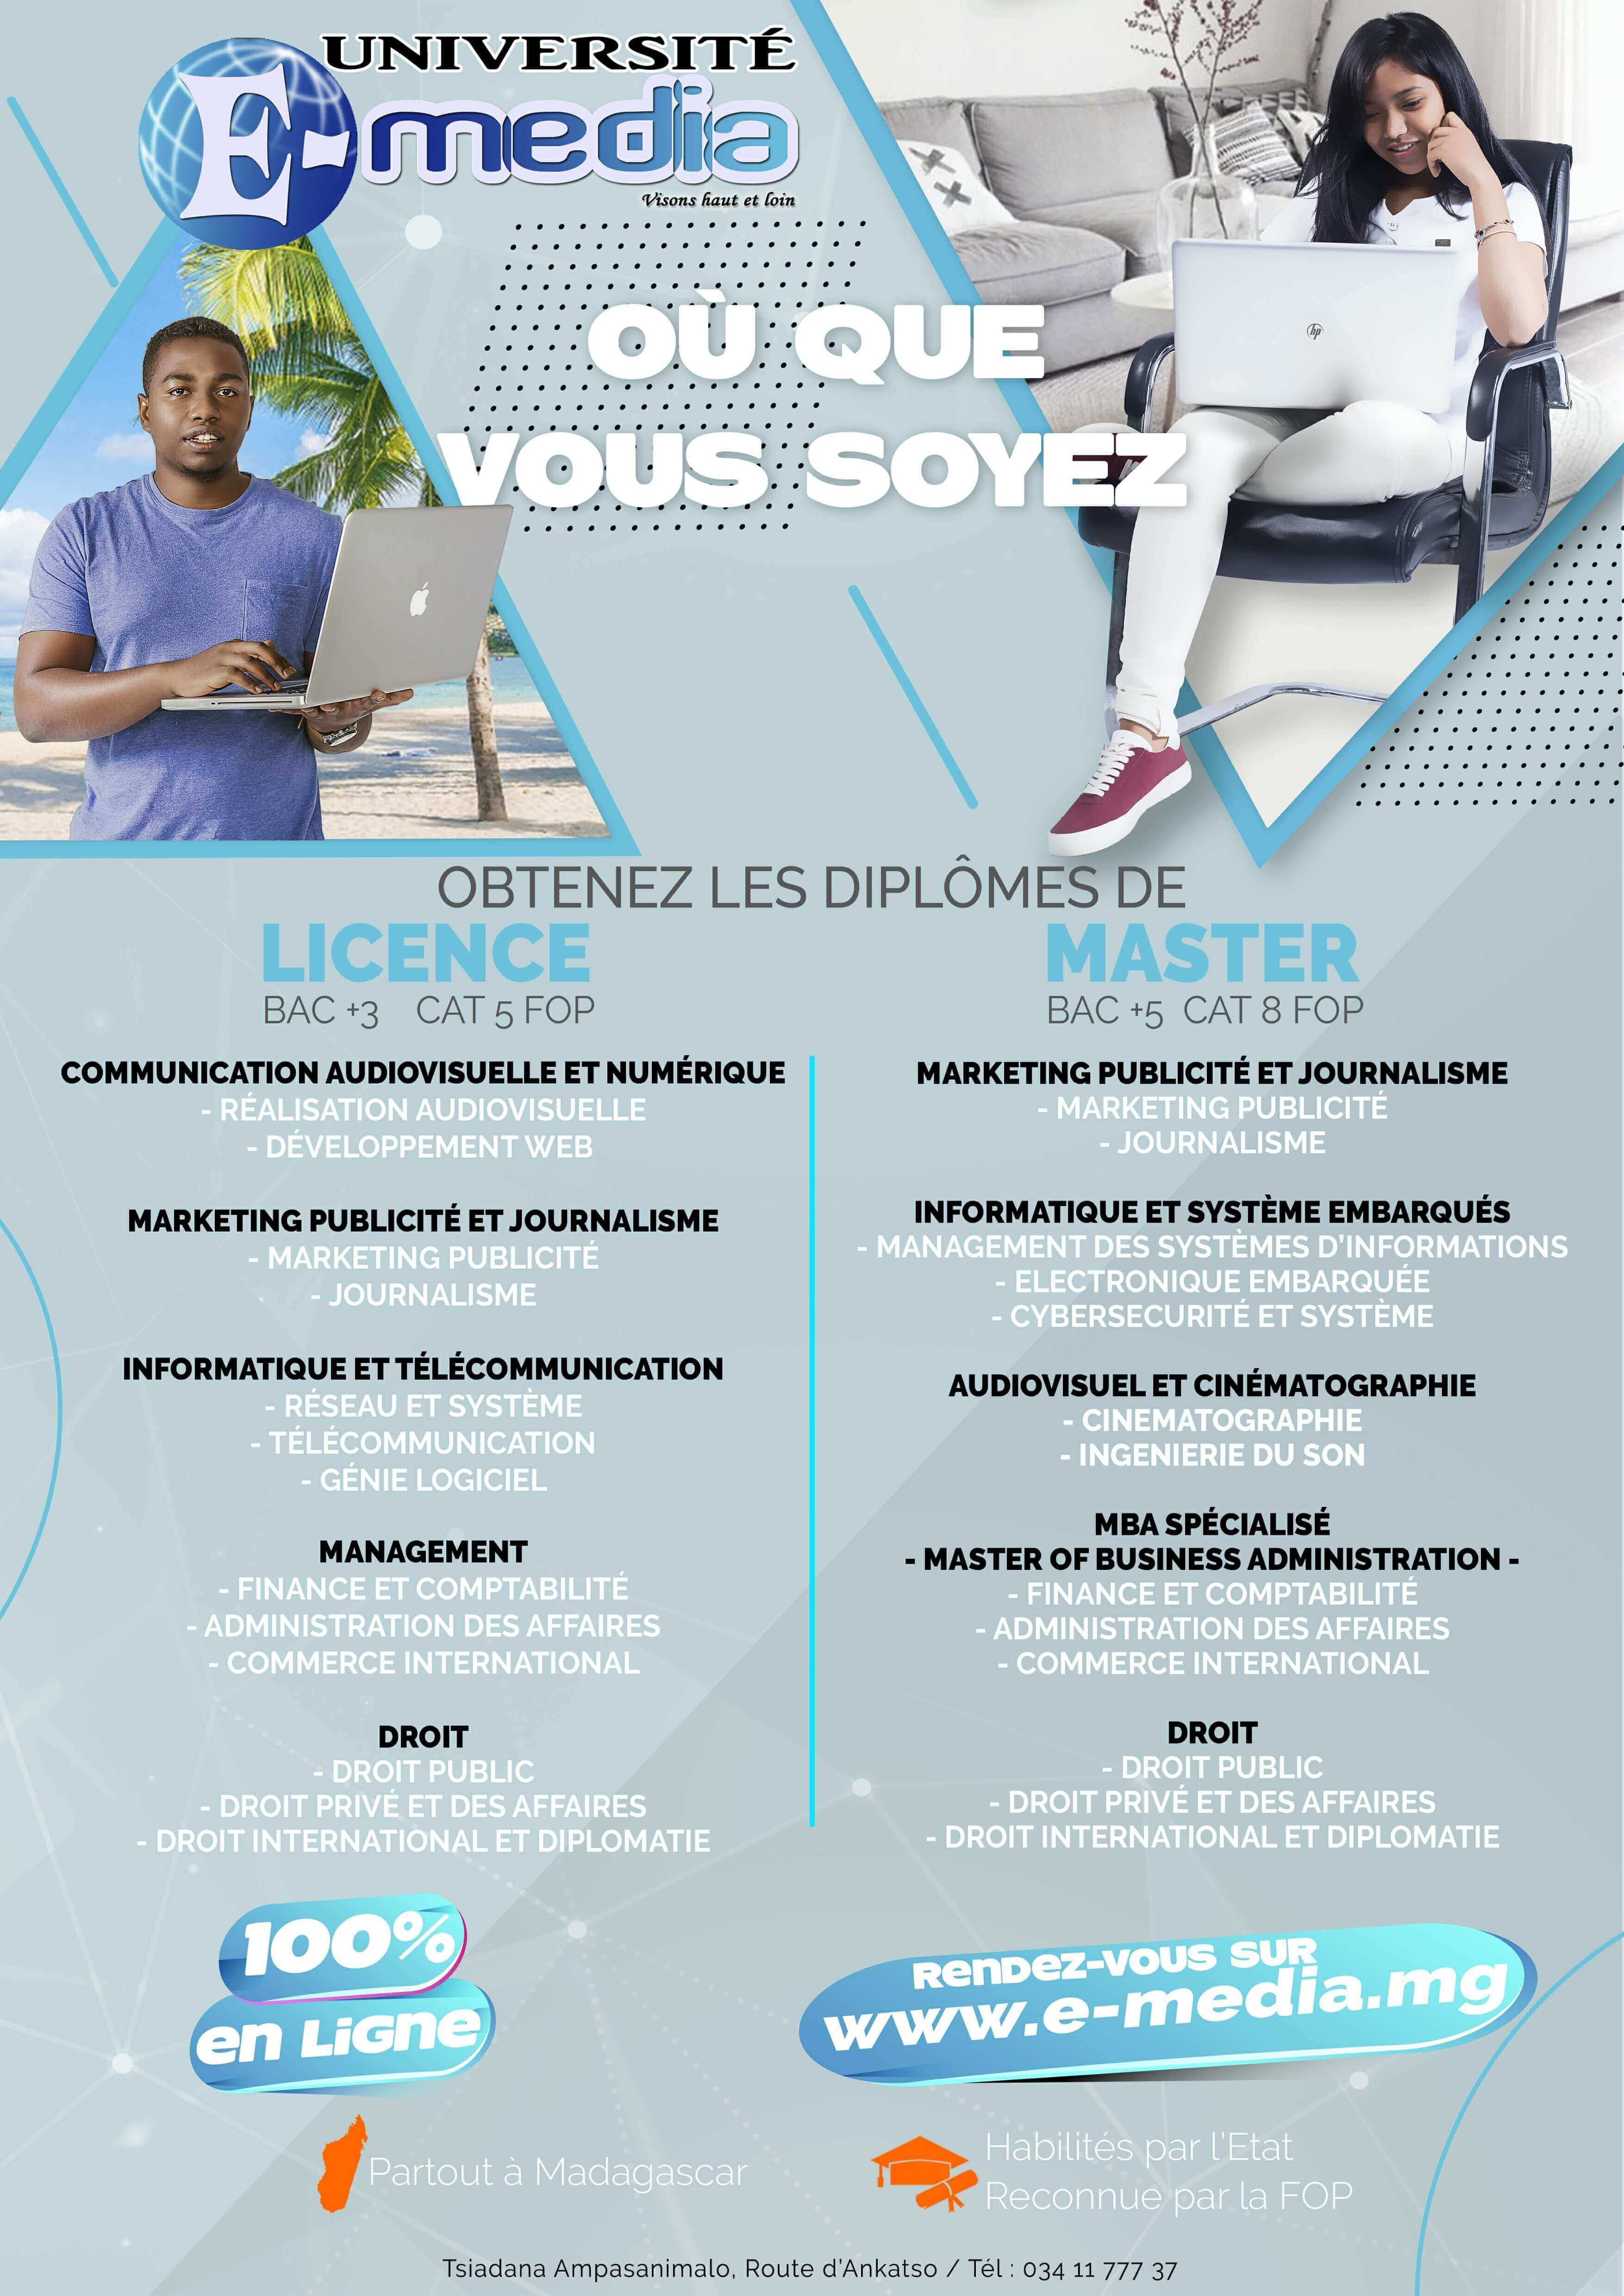 UNIVERSITÉ
E-media
Visons haut et loin
OÙ QUE
VOUS SOYEZ
hp
OBTENEZ LES DIPLÔMES DE
LICENCE
BAC +3 CAT 5 FOP
COMMUNICATION AUDIOVISUELLE ET NUMÉRIQUE
- RÉALISATION AUDIOVISUELLE
- DÉVELOPPEMENT WEB
MARKETING PUBLICITÉ ET JOURNALISME
- MARKETING PUBLICITÉ
- JOURNALISME
INFORMATIQUE ET TÉLÉCOMMUNICATION
- RÉSEAU ET SYSTÈME
- TÉLÉCOMMUNICATION
- GÉNIE LOGICIEL
MANAGEMENT
- FINANCE ET COMPTABILITÉ
- ADMINISTRATION DES AFFAIRES
- COMMERCE INTERNATIONAL
DROIT
- DROIT PUBLIC
- DROIT PRIVÉ ET DES AFFAIRES
- DROIT INTERNATIONAL ET DIPLOMATIE
MASTER
BAC +5 CAT 8 FOP
MARKETING PUBLICITÉ ET JOURNALISME
- MARKETING PUBLICITÉ
- JOURNALISME
INFORMATIQUE ET SYSTÈME EMBARQUÉS
- MANAGEMENT DES SYSTÈMES D'INFORMATIONS
- ELECTRONIQUE EMBARQUÉE
- CYBERSECURITÉ ET SYSTÈME
AUDIOVISUEL ET CINÉMATOGRAPHIE
- CINEMATOGRAPHIE
- INGENIERIE DU SON
MBA SPÉCIALISÉ
- MASTER OF BUSINESS ADMINISTRATION -
- FINANCE ET COMPTABILITÉ
- ADMINISTRATION DES AFFAIRES
- COMMERCE INTERNATIONAL
DROIT
- DROIT PUBLIC
- DROIT PRIVÉ ET DES AFFAIRES
- DROIT INTERNATIONAL ET DIPLOMATIE
100%
en LiGne
RenDez-vous suR
www.e-media.mg
Partout à Madagascar
Habilités par l'Etat
Reconnue par la FOP
Tsiadana Ampasanimalo, Route d'Ankatso / Tél : 034 11 777 37